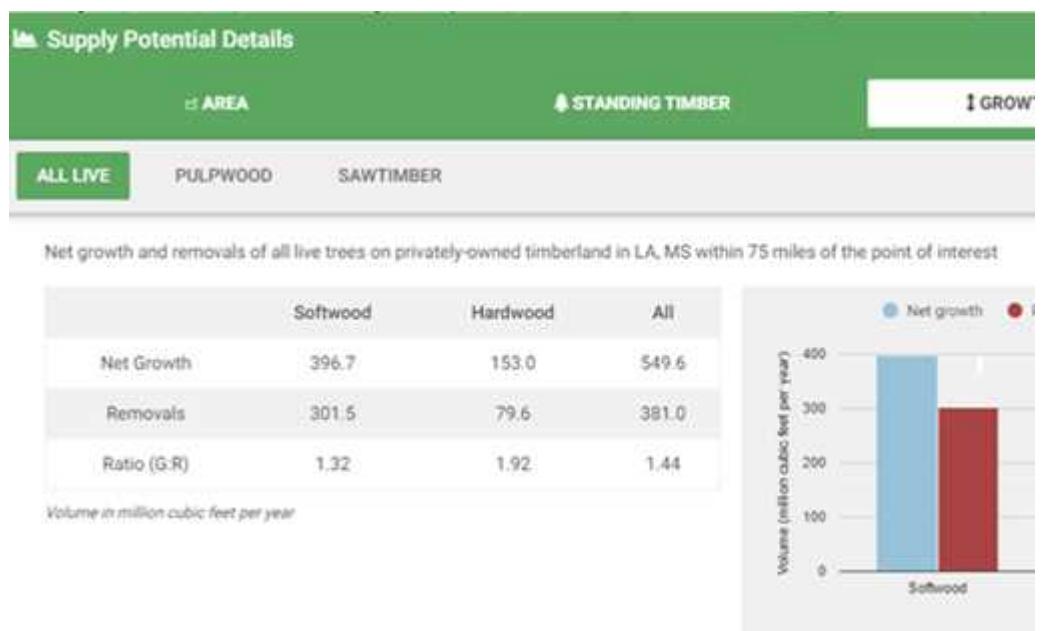 Supply Potential Details
AREA
STANDING TIMBER
GROWT
ALL LIVE
PULPWOOD
SAWTIMBER
Net growth and removals of all live trees on privately-owned timberland in LA, MS within 75 miles of the point of interest
Softwood Hardwood All
Net Growth 396.7 153.0 549.6
Removals 301.5 79.6 381.0
Ratio (G:R) 1.32 1.92 1.44
Volume in million cubic feet per year
Net growth
Volume (million cubic feet per year)
400
300
200
100
0
Softwood